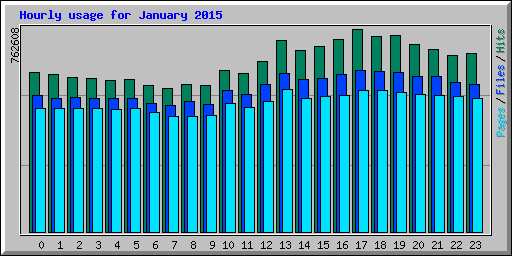 Hourly usage for January 2015
762608
Pages / Files / Hits
0 1 2 3 4 5 6 7 8 9 10 11 12 13 14 15 16 17 18 19 20 21 22 23